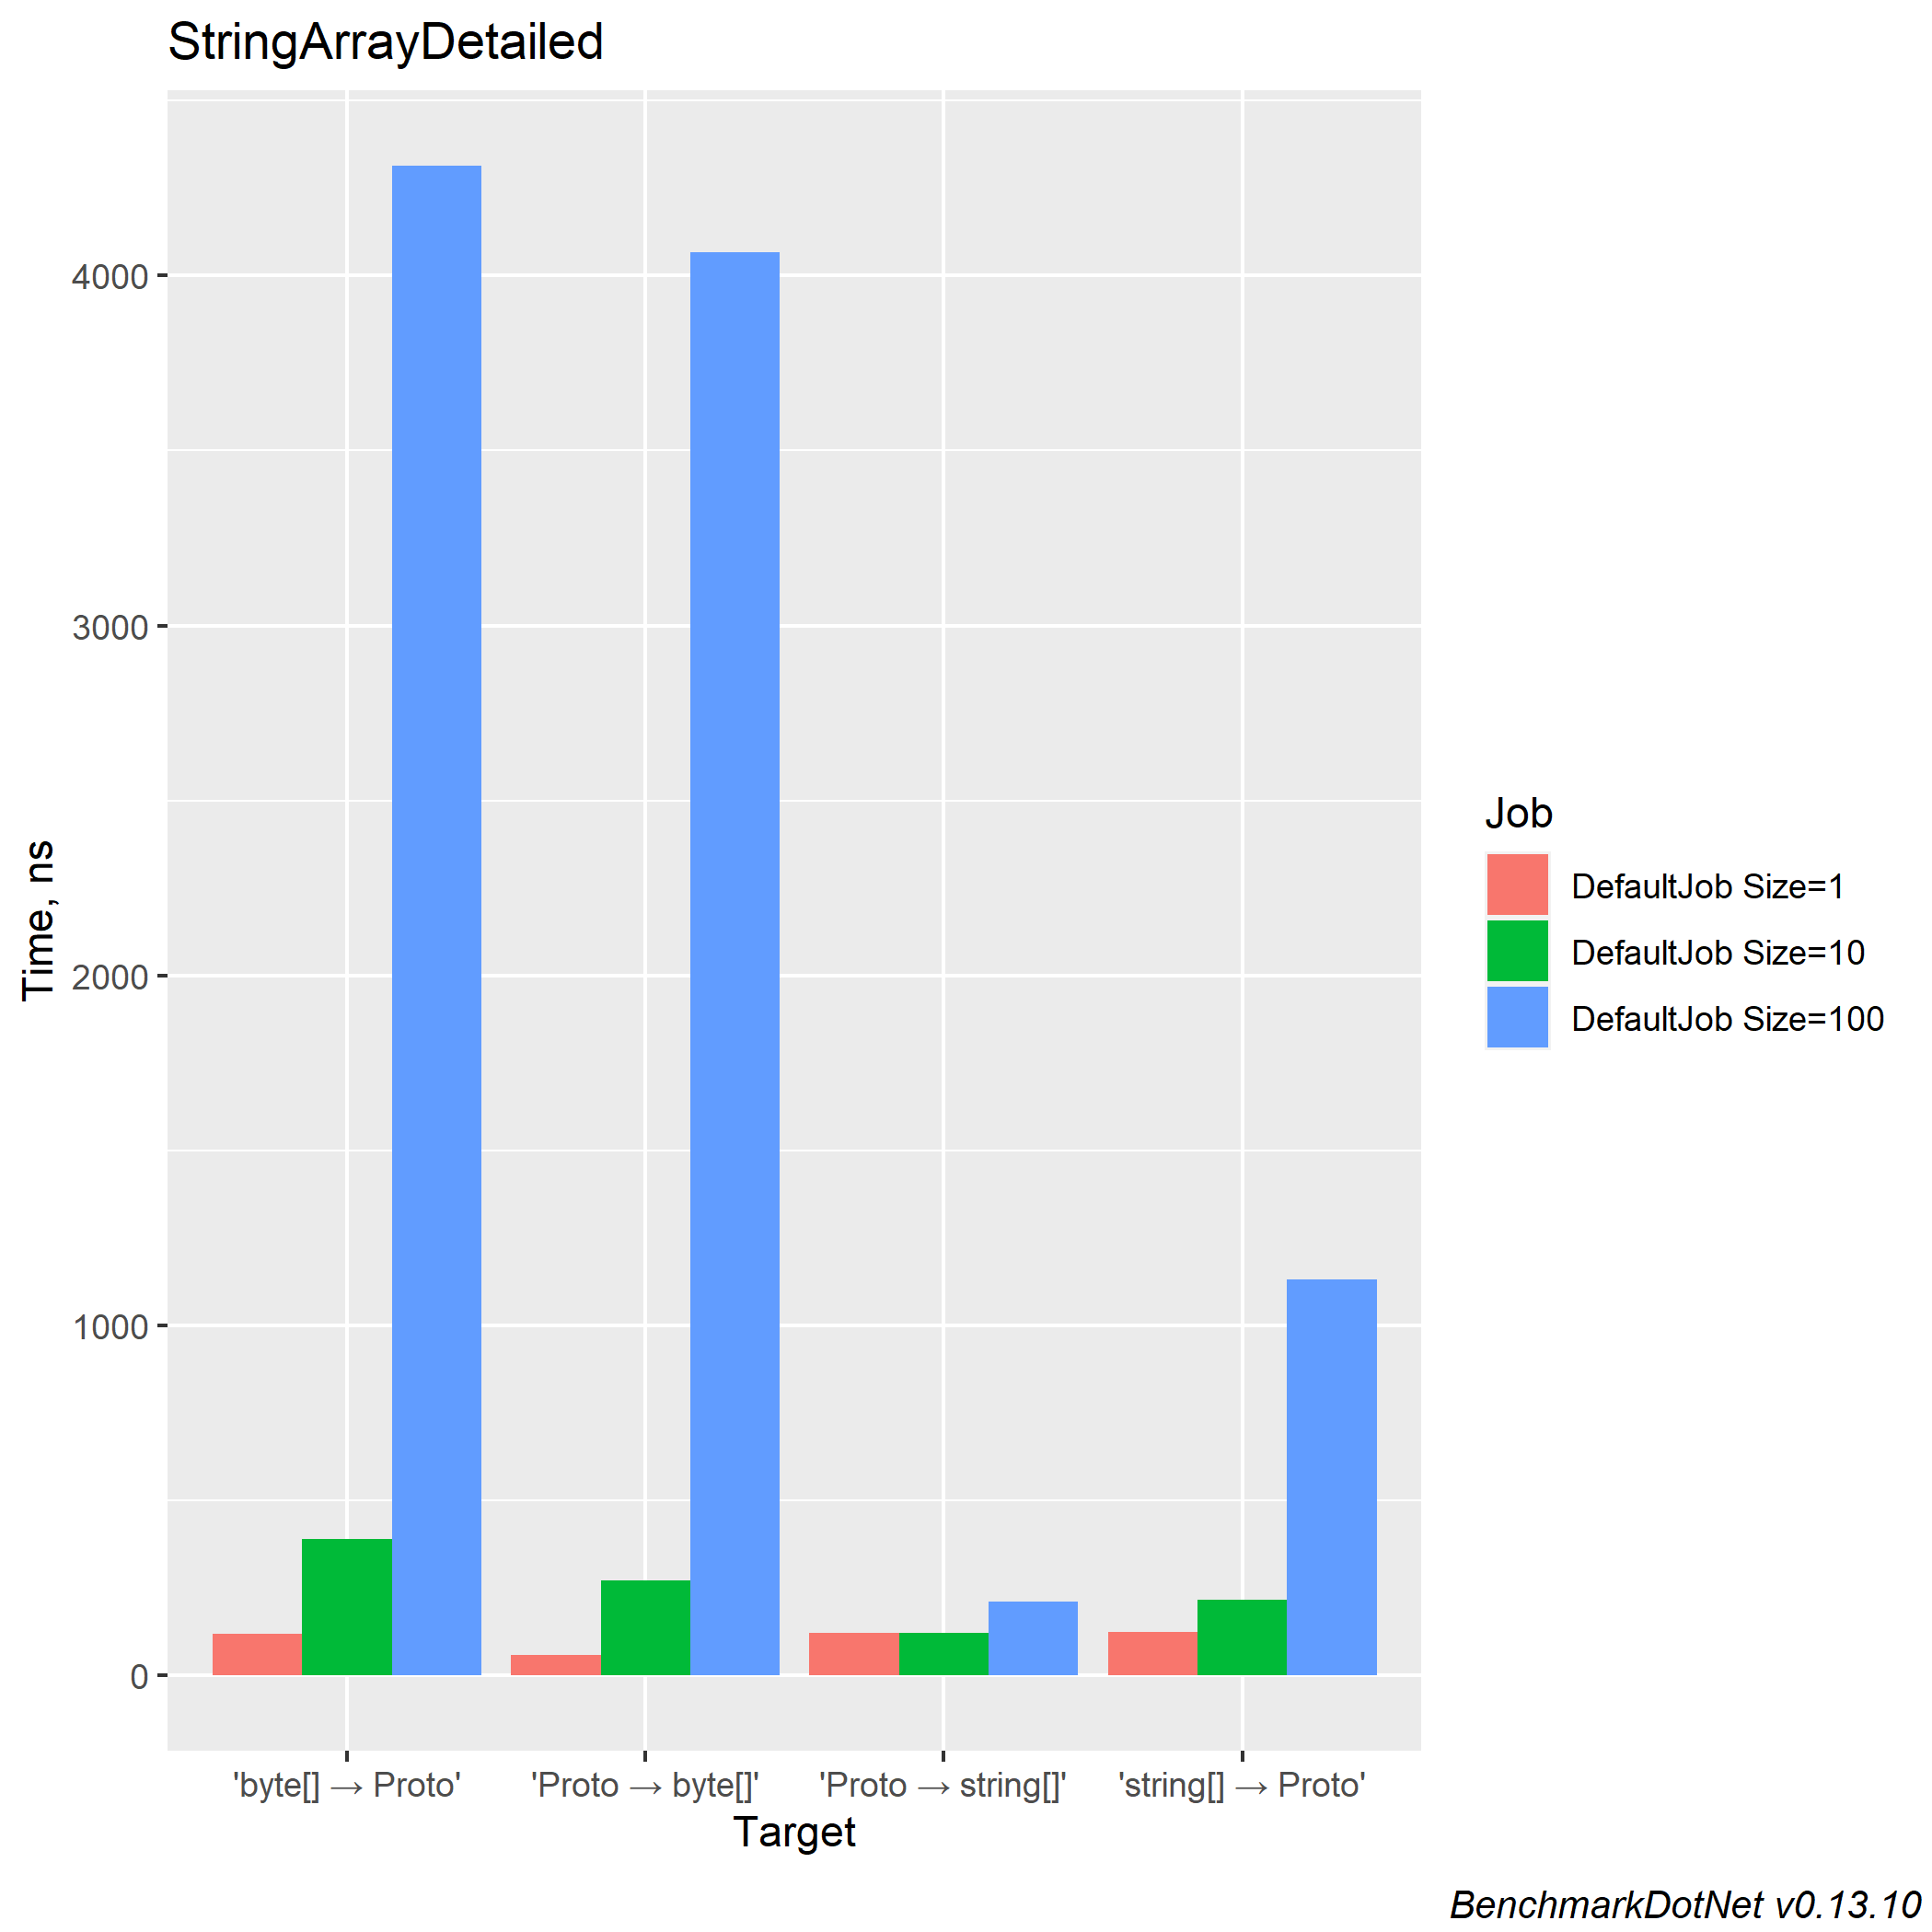 StringArrayDetailed
Time, ns
4000
3000
2000
1000
0
'byte[] → Proto' 'Proto → byte[]' 'Proto → string[]' 'string[] → Proto'
Target
Job
DefaultJob Size=1
DefaultJob Size=10
DefaultJob Size=100
BenchmarkDotNet v0.13.10